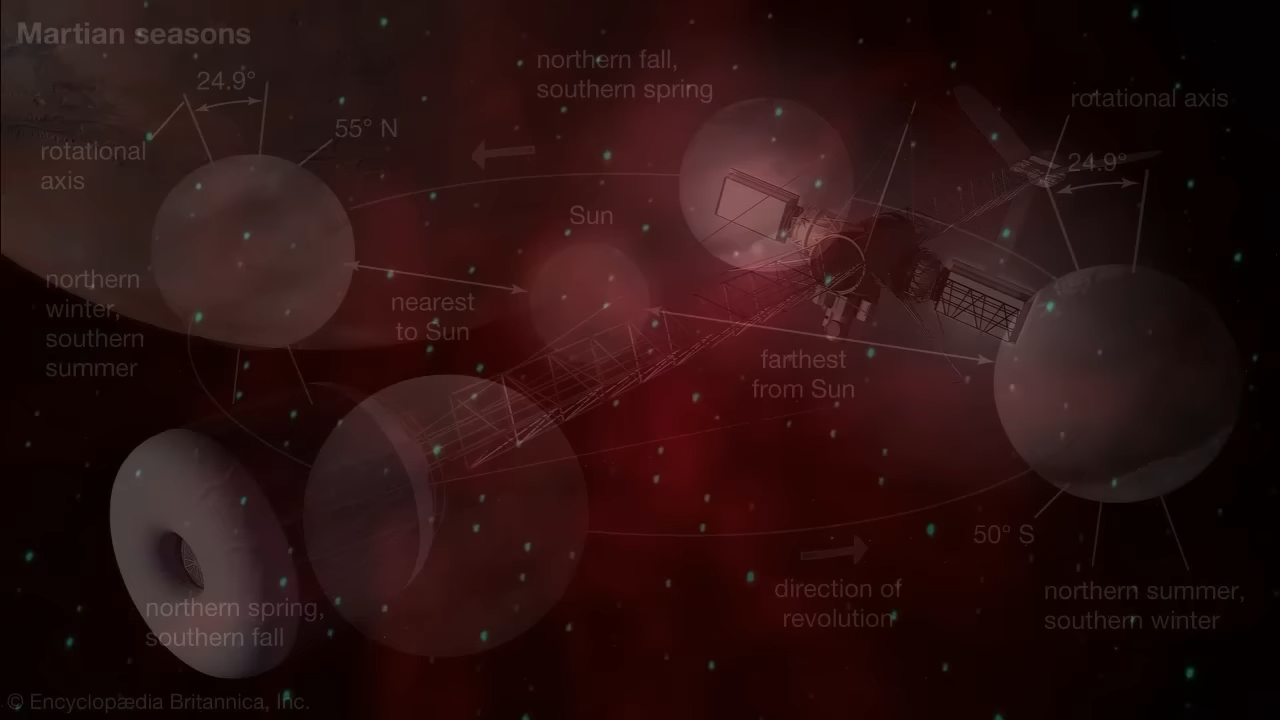 Martian seasons
northern fall,
southern spring
24.9°
rotational axis
55° N
rotational
axis
24.9°
Sun
northern
winter,
southern
summer
nearest
to Sun
farthest
from Sun
50° S
direction of
revolution
northern summer,
southern winter
northern spring,
southern fall
© Encyclopædia Britannica, Inc.